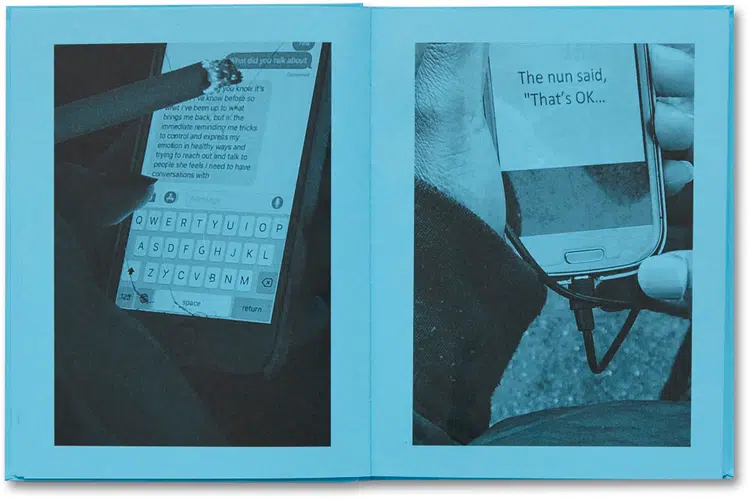 What did you talk about
you know it's
I've know before so
what I've been up to what
brings me back, but in the
immediate reminding me tricks
to control and express my
emotion in healthy ways and
trying to reach out and talk to
people she feels I need to have
conversations with
iMessage
Q W E R T Y U I O P
A S D F G H J K L
Z Y C V B N M
123 space return
The nun said,
"That's OK...